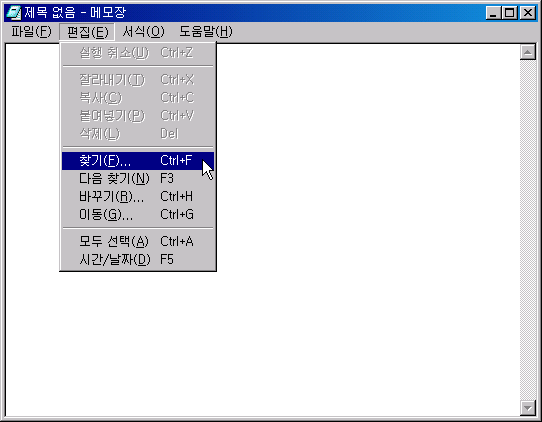 제목 없음 - 메모장
파일(F) 편집(E) 서식(O) 도움말(H)
실행 취소(U) Ctrl+Z
잘라내기(T) Ctrl+X
복사(C) Ctrl+C
붙여넣기(P) Ctrl+V
삭제(L) Del
찾기(F)... Ctrl+F
다음 찾기(N) F3
바꾸기(R)... Ctrl+H
이동(G)... Ctrl+G
모두 선택(A) Ctrl+A
시간/날짜(D) F5